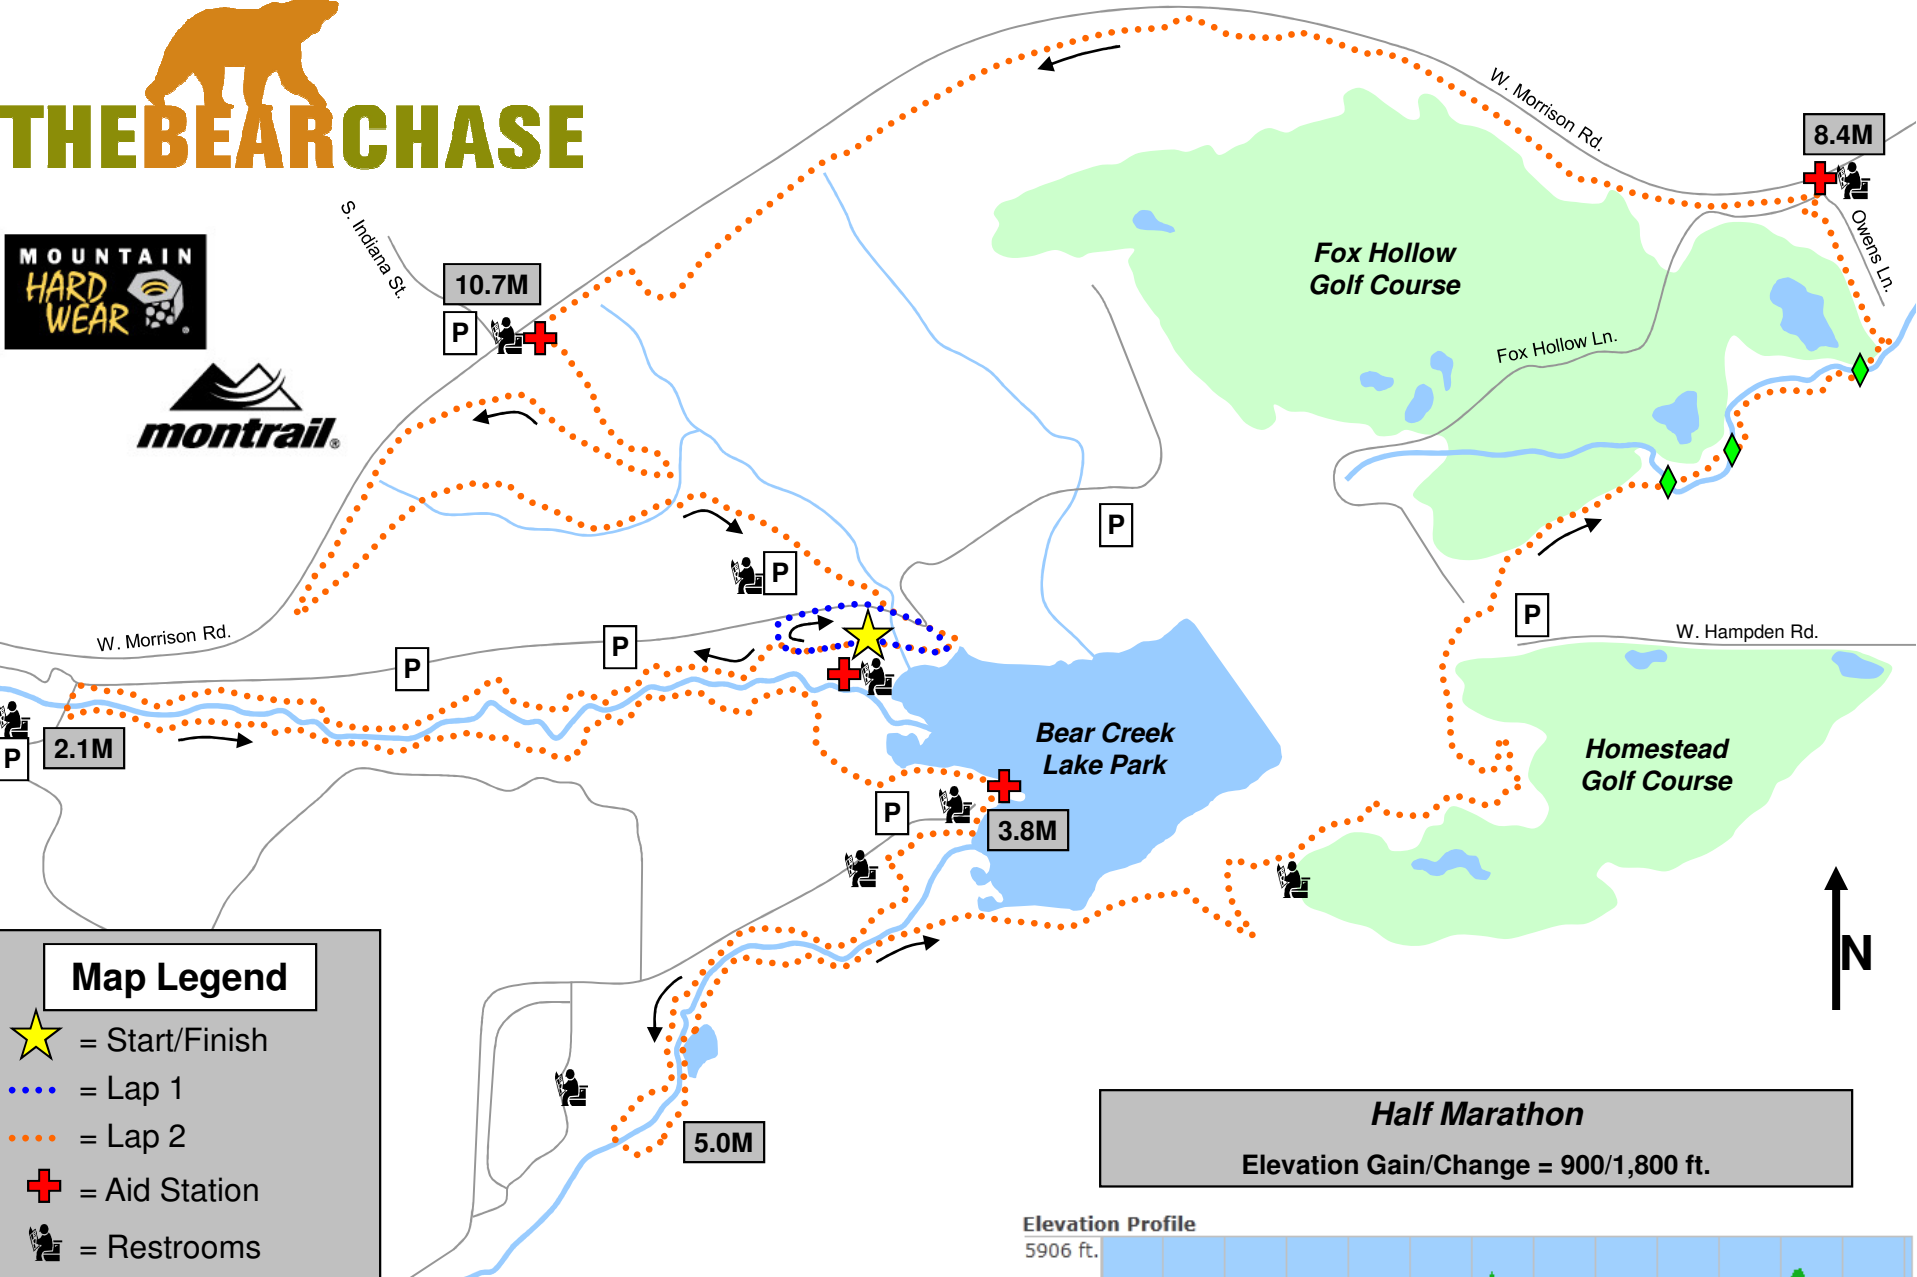 THEBEARCHASE
MOUNTAIN
HARD
WEAR
montrail®
S. Indiana St.
10.7M
P
W. Morrison Rd.
8.4M
Owens Ln.
Fox Hollow
Golf Course
Fox Hollow Ln.
P
P
P
W. Hampden Rd.
W. Morrison Rd.
P
P
2.1M
P
Bear Creek
Lake Park
Homestead
Golf Course
P
3.8M
N
5.0M
Map Legend
= Start/Finish
= Lap 1
= Lap 2
= Aid Station
= Restrooms
Half Marathon
Elevation Gain/Change = 900/1,800 ft.
Elevation Profile
5906 ft.